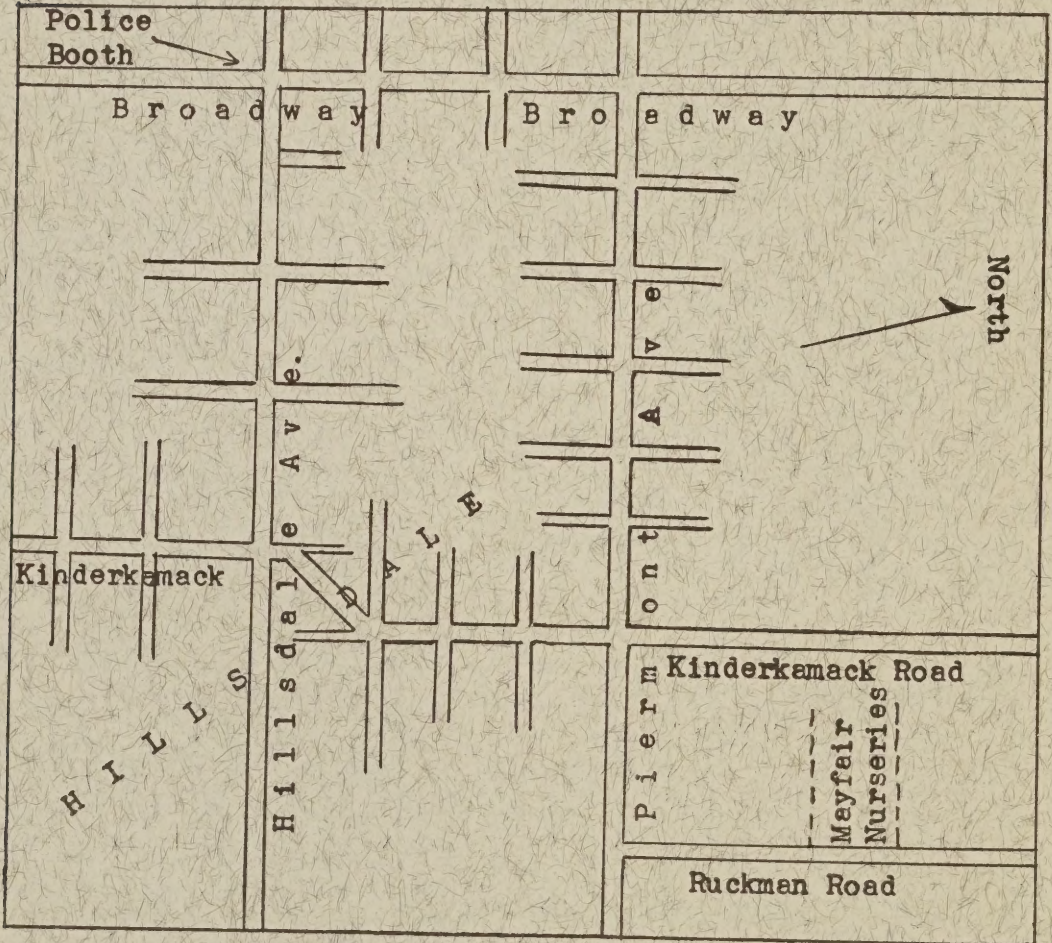 Police
Booth
Broadway
Broadway
North
Hillsdale Ave.
Piermont Ave
HILLSDALE
Kinderkamack
Kinderkamack Road
Mayfair
Nurseries
Ruckman Road